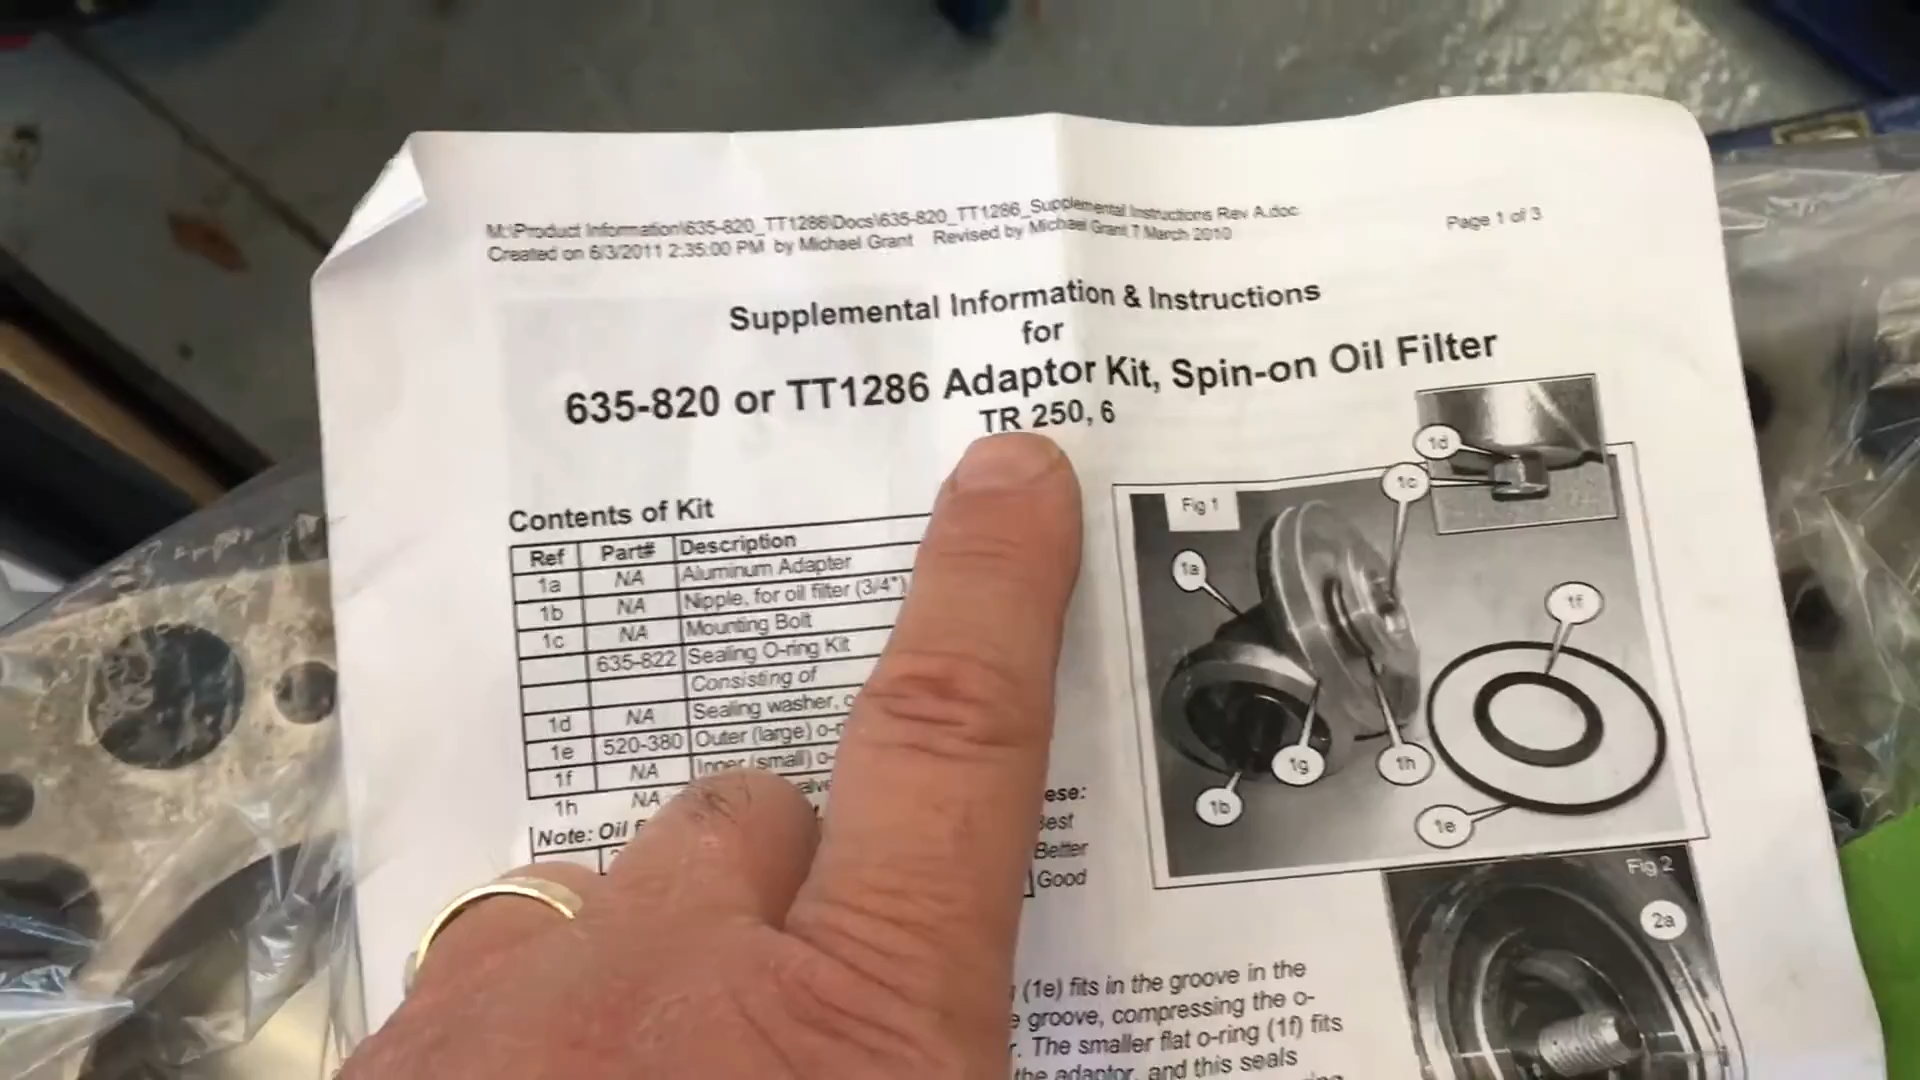 M:\Product Information\635-820_TT1286\Docs\635-820_TT1286_Supplemental Instructions Rev A.doc
Page 1 of 3
Created on 6/3/2011 2:35:00 PM by Michael Grant Revised by Michael Grant 7 March 2010
Supplemental Information & Instructions
for
635-820 or TT1286 Adaptor Kit, Spin-on Oil Filter
TR 250, 6
Contents of Kit
Ref Part# Description
1a NA Aluminum Adapter
1b NA Nipple, for oil filter (3/4")
1c NA Mounting Bolt
635-822 Sealing O-ring Kit
Consisting of
1d NA Sealing washer,
1e 520-380 Outer (large)
1f NA Inner (small)
1h NA
Note: Oil
Best
Better
Good
Fig 1
1d
1c
1a
1f
1g
1h
1b
1e
Fig 2
2a
(1e) fits in the groove in the
groove, compressing the o-
The smaller flat o-ring (1f) fits
the adaptor, and this seals